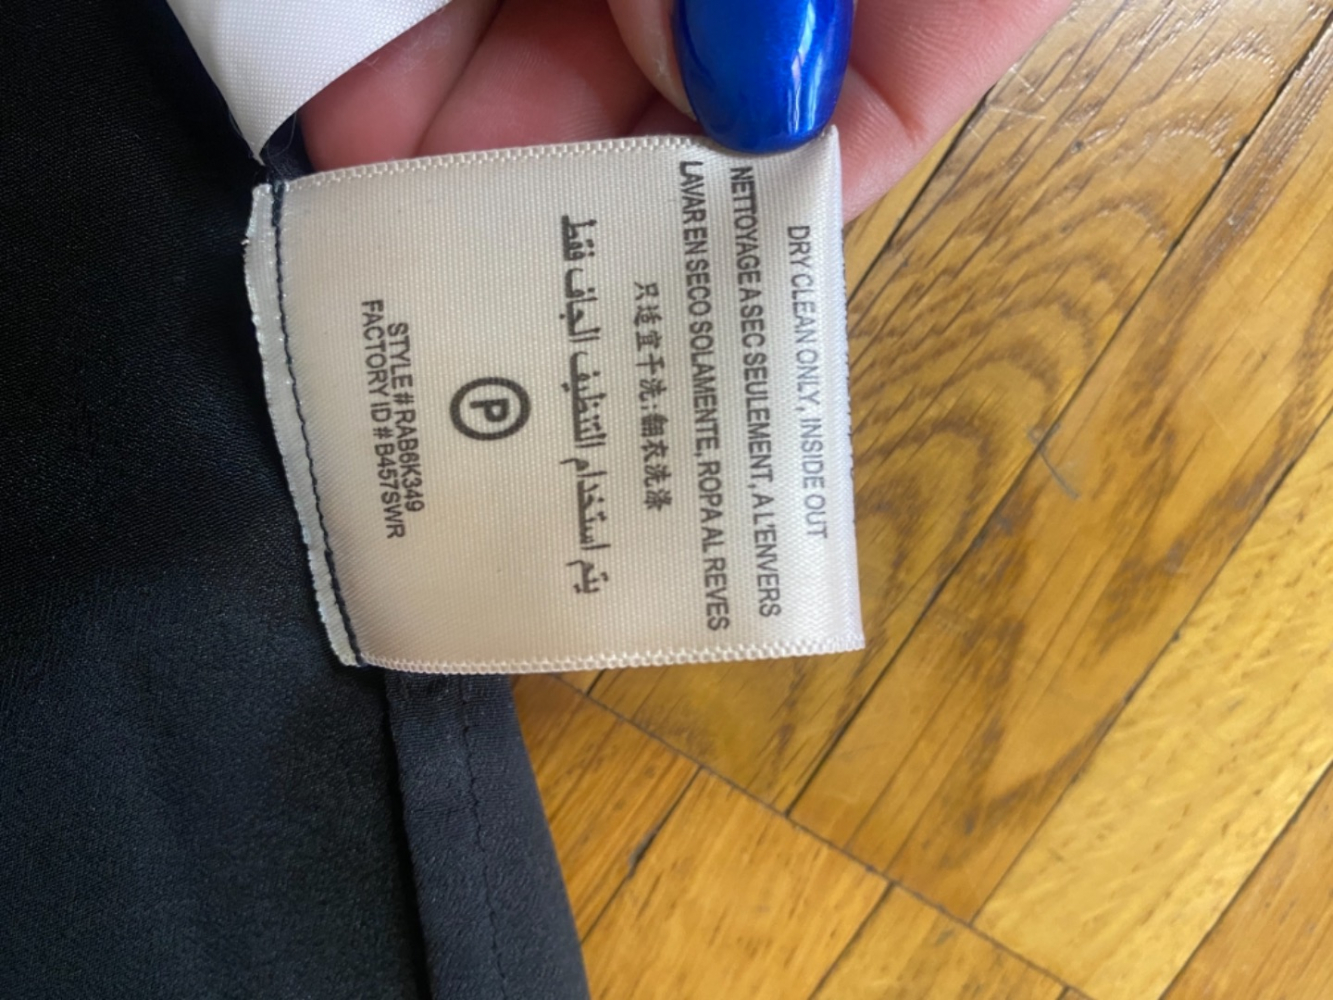 DRY CLEAN ONLY, INSIDE OUT
NETTOYAGE A SEC SEULEMENT, A L'ENVERS
LAVAR EN SECO SOLAMENTE, ROPA AL REVES
只适宜干洗;翻衣洗涤
يتم استخدام التنظيف الجاف فقط
P
STYLE # RAB6K349
FACTORY ID # B457SWR